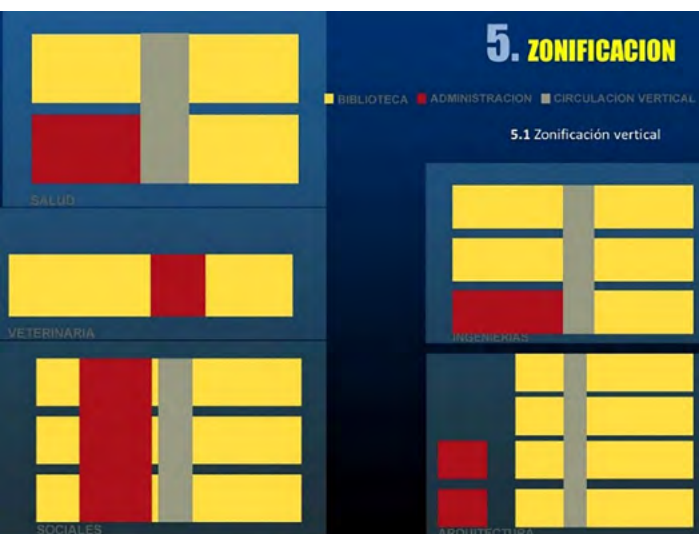 5. ZONIFICACION
BIBLIOTECA ADMINISTRACION CIRCULACION VERTICAL
5.1 Zonificación vertical
SALUD
VETERINARIA
SOCIALES
INGENIERIAS
ARQUITECTURA